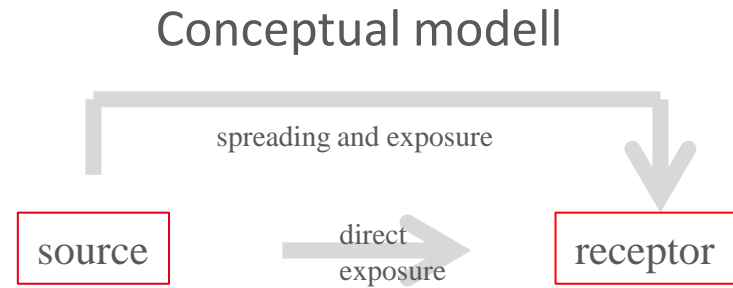 Conceptual modell
spreading and exposure
source
direct
exposure
receptor